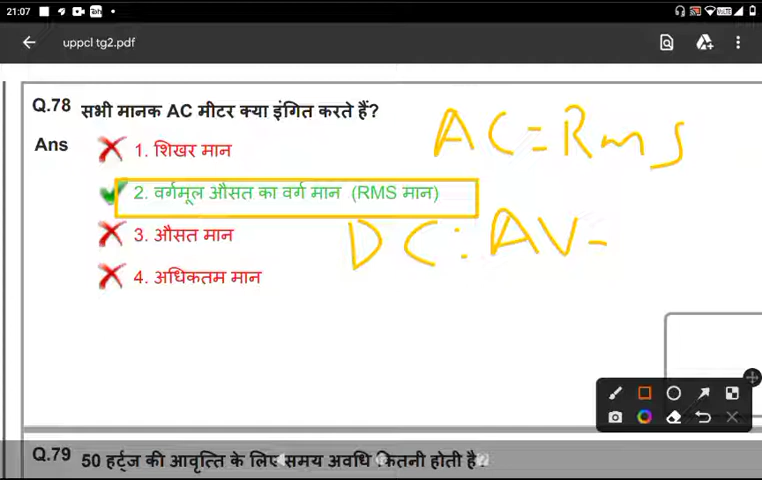 21:07
uppcl tg2.pdf
Q.78 सभी मानक AC मीटर क्या इंगित करते हैं?
Ans 1. शिखर मान
2. वर्गमूल औसत का वर्ग मान (RMS मान)
3. औसत मान
4. अधिकतम मान
AC=Rms
DC: AV-
Q.79 50 हर्ट्ज की आवृत्ति के लिए समय अवधि कितनी होती है